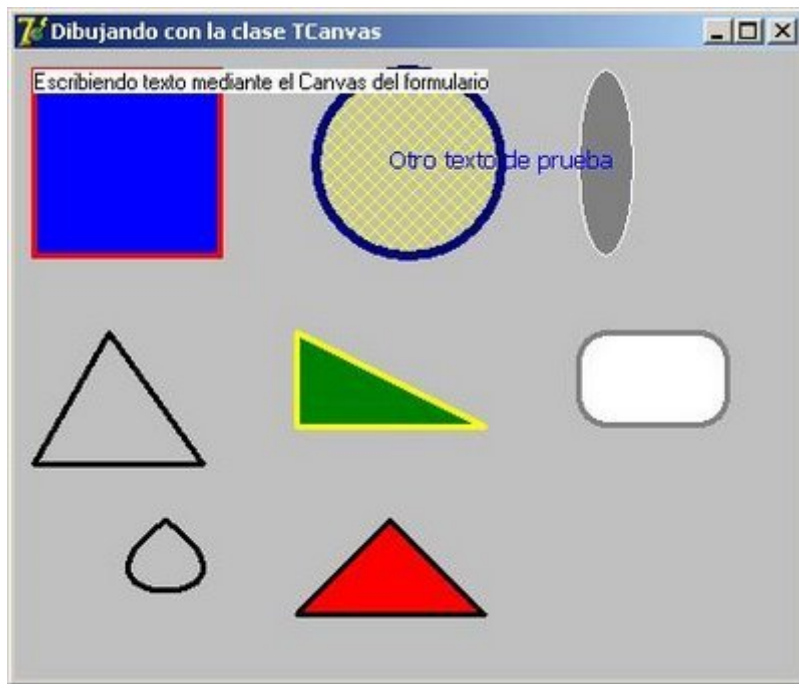 Dibujando con la clase TCanvas
Escribiendo texto mediante el Canvas del formulario
Otro texto de prueba